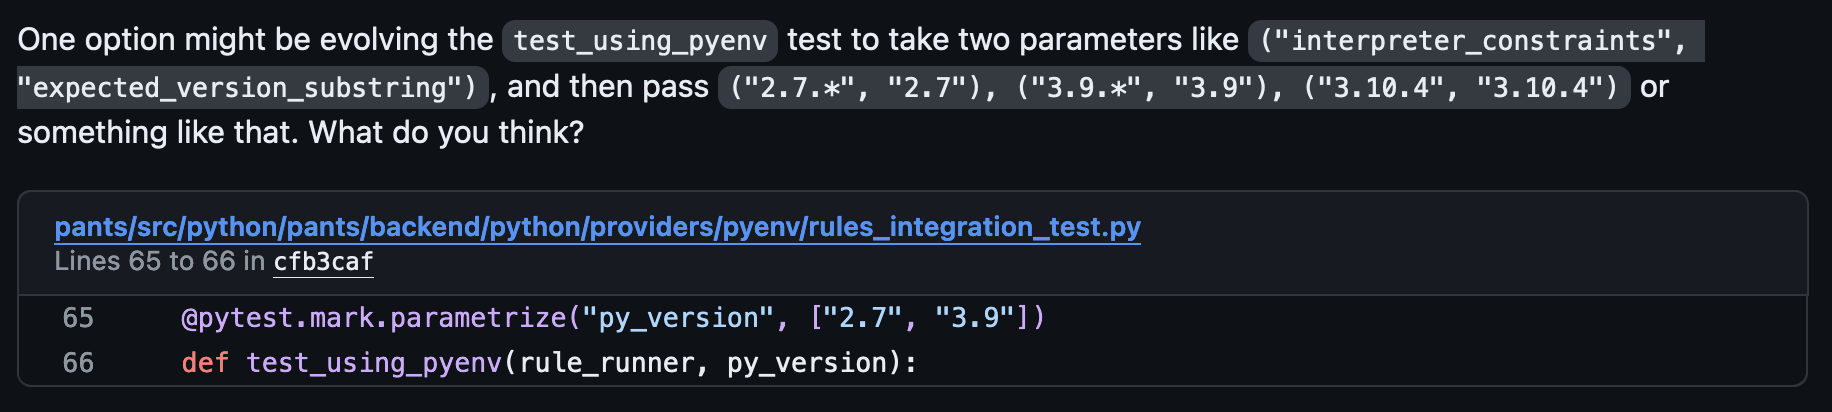 One option might be evolving the test_using_pyenv test to take two parameters like ("interpreter_constraints",
"expected_version_substring"), and then pass ("2.7.*", "2.7"), ("3.9.*", "3.9"), ("3.10.4", "3.10.4") or
something like that. What do you think?
pants/src/python/pants/backend/python/providers/pyenv/rules_integration_test.py
Lines 65 to 66 in cfb3caf
65 @pytest.mark.parametrize("py_version", ["2.7", "3.9"])
66 def test_using_pyenv(rule_runner, py_version):